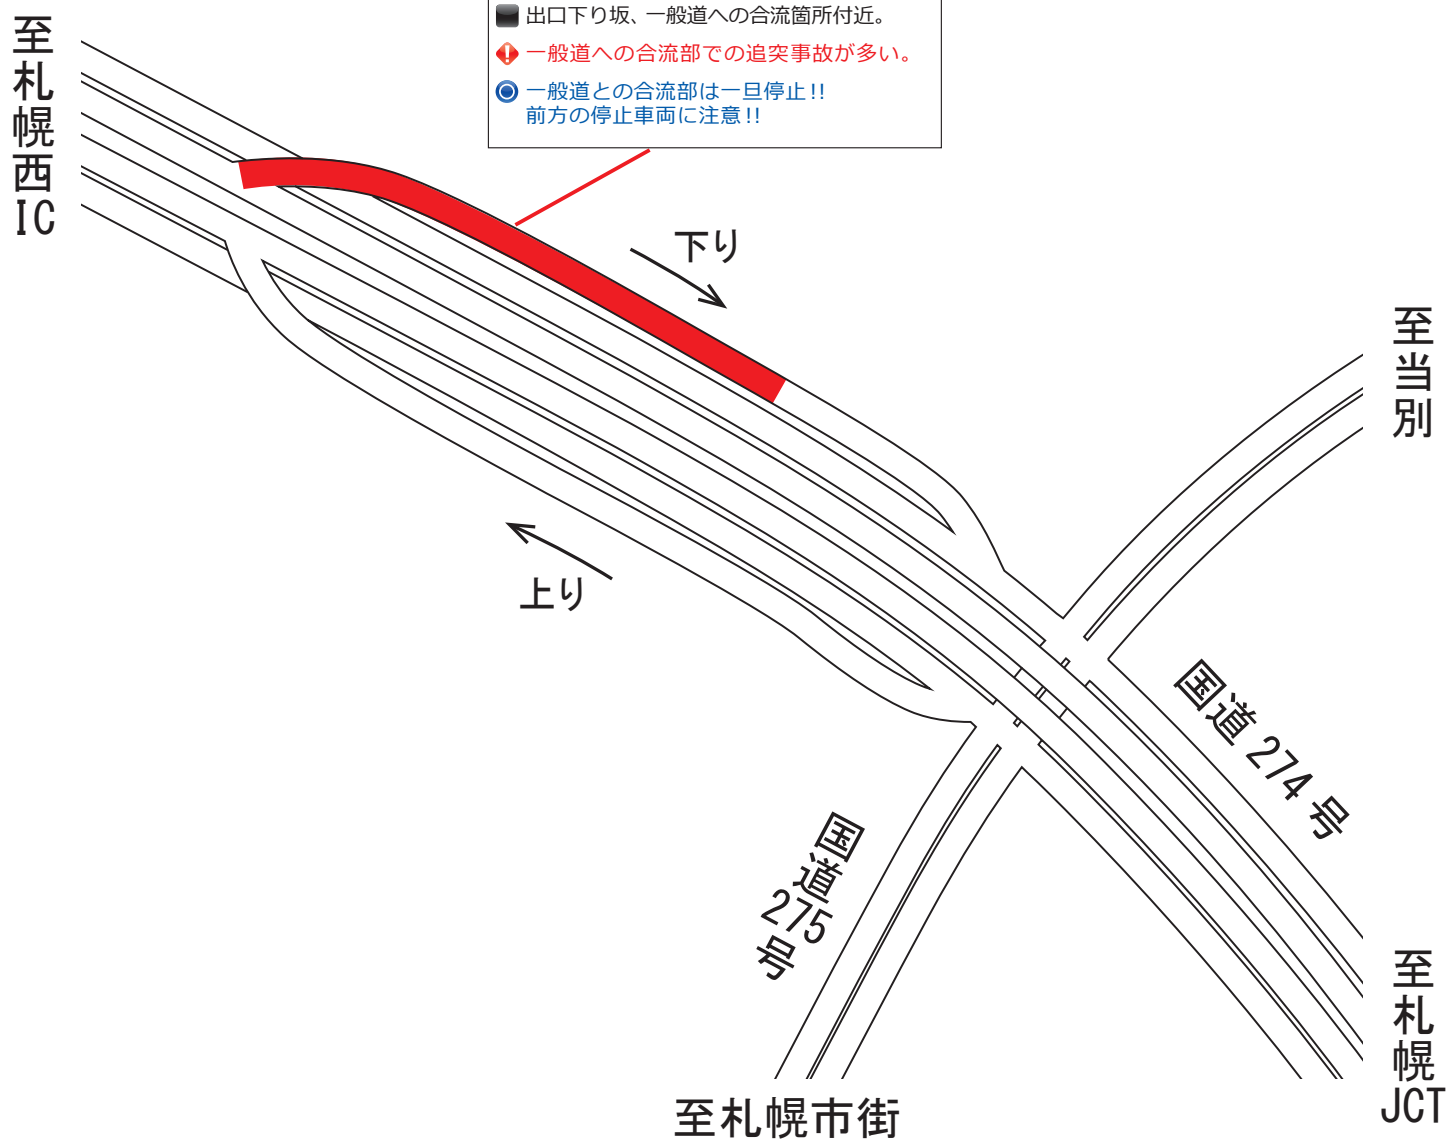 出口下り坂、一般道への合流箇所付近。
一般道への合流部での追突事故が多い。
一般道との合流部は一旦停止!!
前方の停止車両に注意!!
至札幌西IC
下り
至当別
上り
国道274号
国道275号
至札幌JCT
至札幌市街